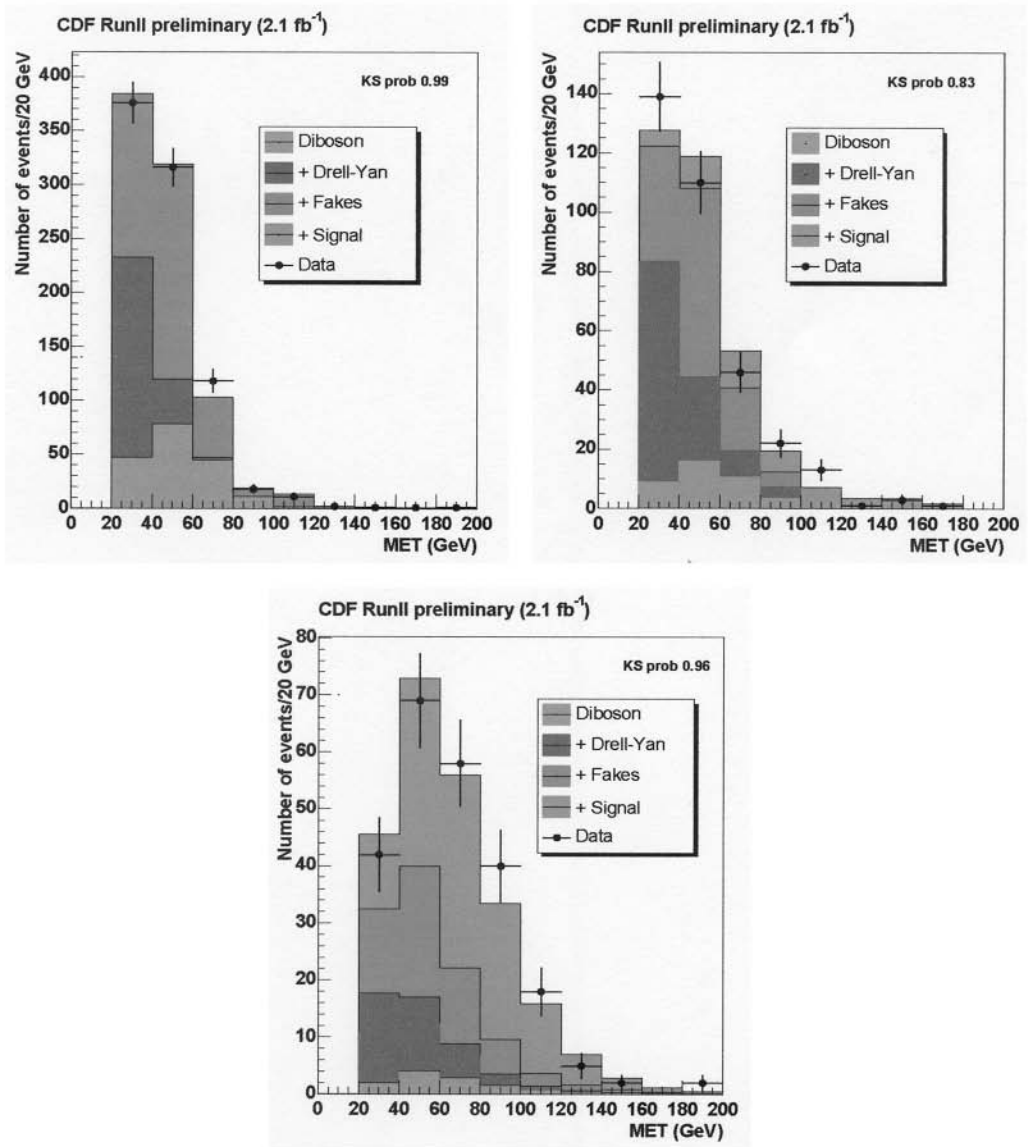 CDF RunII preliminary (2.1 fb⁻¹)
Number of events/20 GeV
KS prob 0.99
Diboson
+ Drell-Yan
+ Fakes
+ Signal
Data
400
350
300
250
200
150
100
50
0
0 20 40 60 80 100 120 140 160 180 200
MET (GeV)
CDF RunII preliminary (2.1 fb⁻¹)
Number of events/20 GeV
KS prob 0.83
Diboson
+ Drell-Yan
+ Fakes
+ Signal
Data
140
120
100
80
60
40
20
0
0 20 40 60 80 100 120 140 160 180 200
MET (GeV)
CDF RunII preliminary (2.1 fb⁻¹)
Number of events/20 GeV
KS prob 0.96
Diboson
+ Drell-Yan
+ Fakes
+ Signal
Data
80
70
60
50
40
30
20
10
0
0 20 40 60 80 100 120 140 160 180 200
MET (GeV)